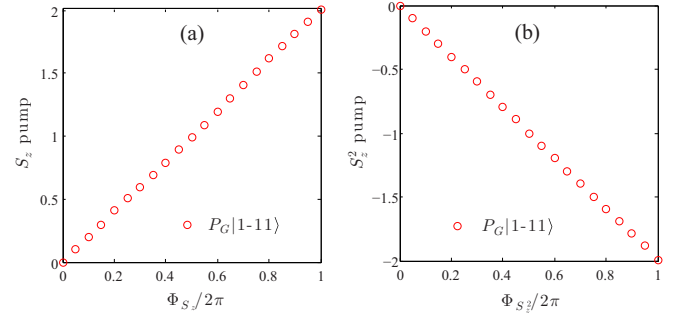 (a)
2
1.5
1
0.5
0
S_z pump
P_G|1-11⟩
0 0.2 0.4 0.6 0.8 1
Φ_{S_z}/2π
(b)
0
−0.5
−1
−1.5
−2
S_z^2 pump
P_G|1-11⟩
0 0.2 0.4 0.6 0.8 1
Φ_{S_z^2}/2π